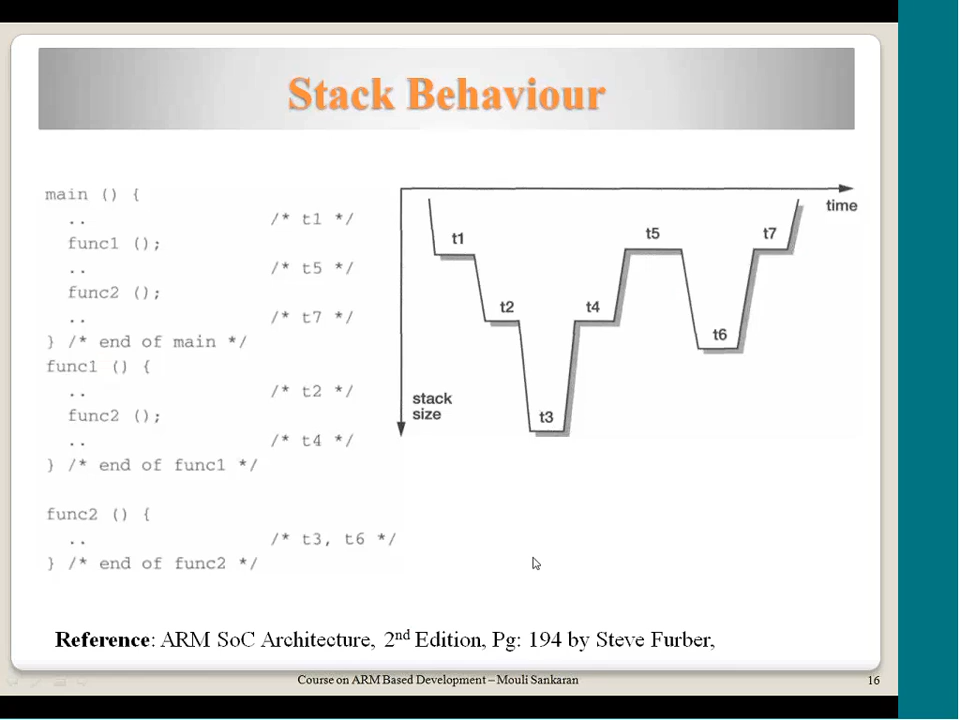 Stack Behaviour
main () {
.. /* t1 */
func1 ();
.. /* t5 */
func2 ();
.. /* t7 */
} /* end of main */
func1 () {
.. /* t2 */
func2 ();
.. /* t4 */
} /* end of func1 */
func2 () {
.. /* t3, t6 */
} /* end of func2 */
time
t1
t5
t7
t2
t4
t6
stack
size
t3
Reference: ARM SoC Architecture, 2nd Edition, Pg: 194 by Steve Furber,
Course on ARM Based Development – Mouli Sankaran
16